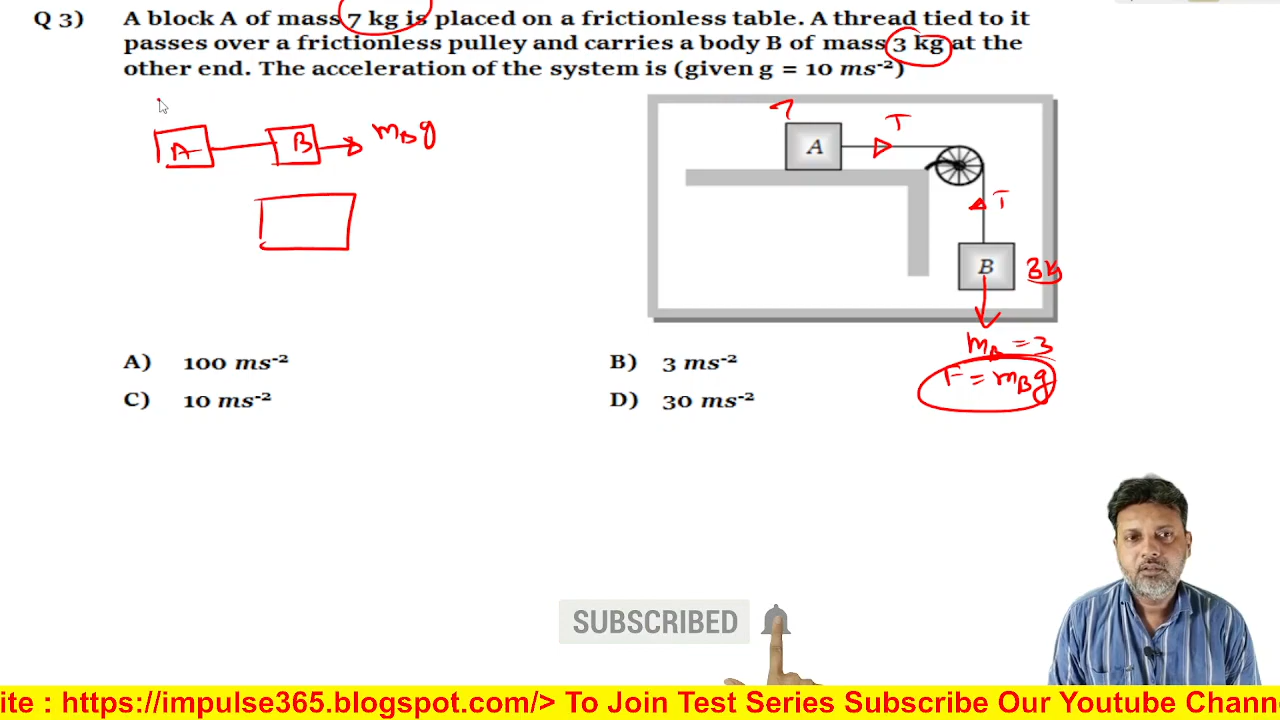 Q 3) A block A of mass 7 kg is placed on a frictionless table. A thread tied to it
passes over a frictionless pulley and carries a body B of mass 3 kg at the
other end. The acceleration of the system is (given g = 10 ms⁻²)
A B m_B g
7
A T
T
B 3kg
m_B = 3
F = m_B g
A) 100 ms⁻² B) 3 ms⁻²
C) 10 ms⁻² D) 30 ms⁻²
SUBSCRIBED
ite : https://impulse365.blogspot.com/> To Join Test Series Subscribe Our Youtube Chann